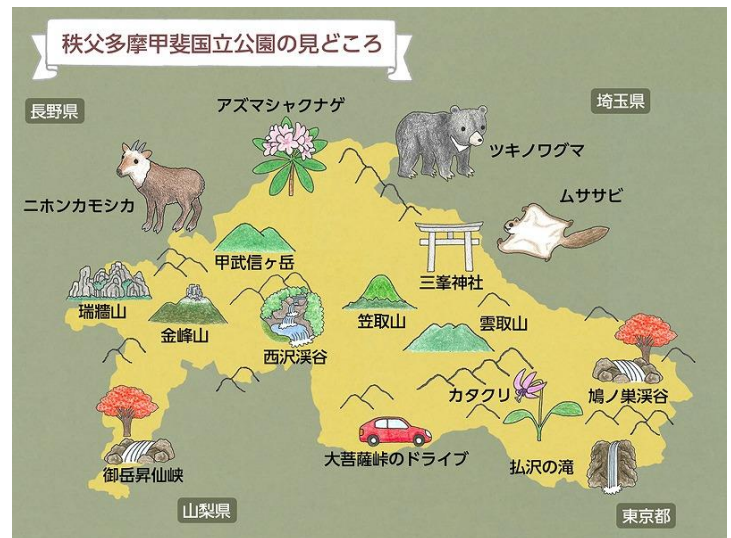 秩父多摩甲斐国立公園の見どころ
長野県
アズマシャクナゲ
埼玉県
ツキノワグマ
ニホンカモシカ
ムササビ
甲武信ヶ岳
三峯神社
瑞牆山
金峰山
笠取山
雲取山
西沢渓谷
カタクリ
鳩ノ巣渓谷
御岳昇仙峡
大菩薩峠のドライブ
払沢の滝
山梨県
東京都